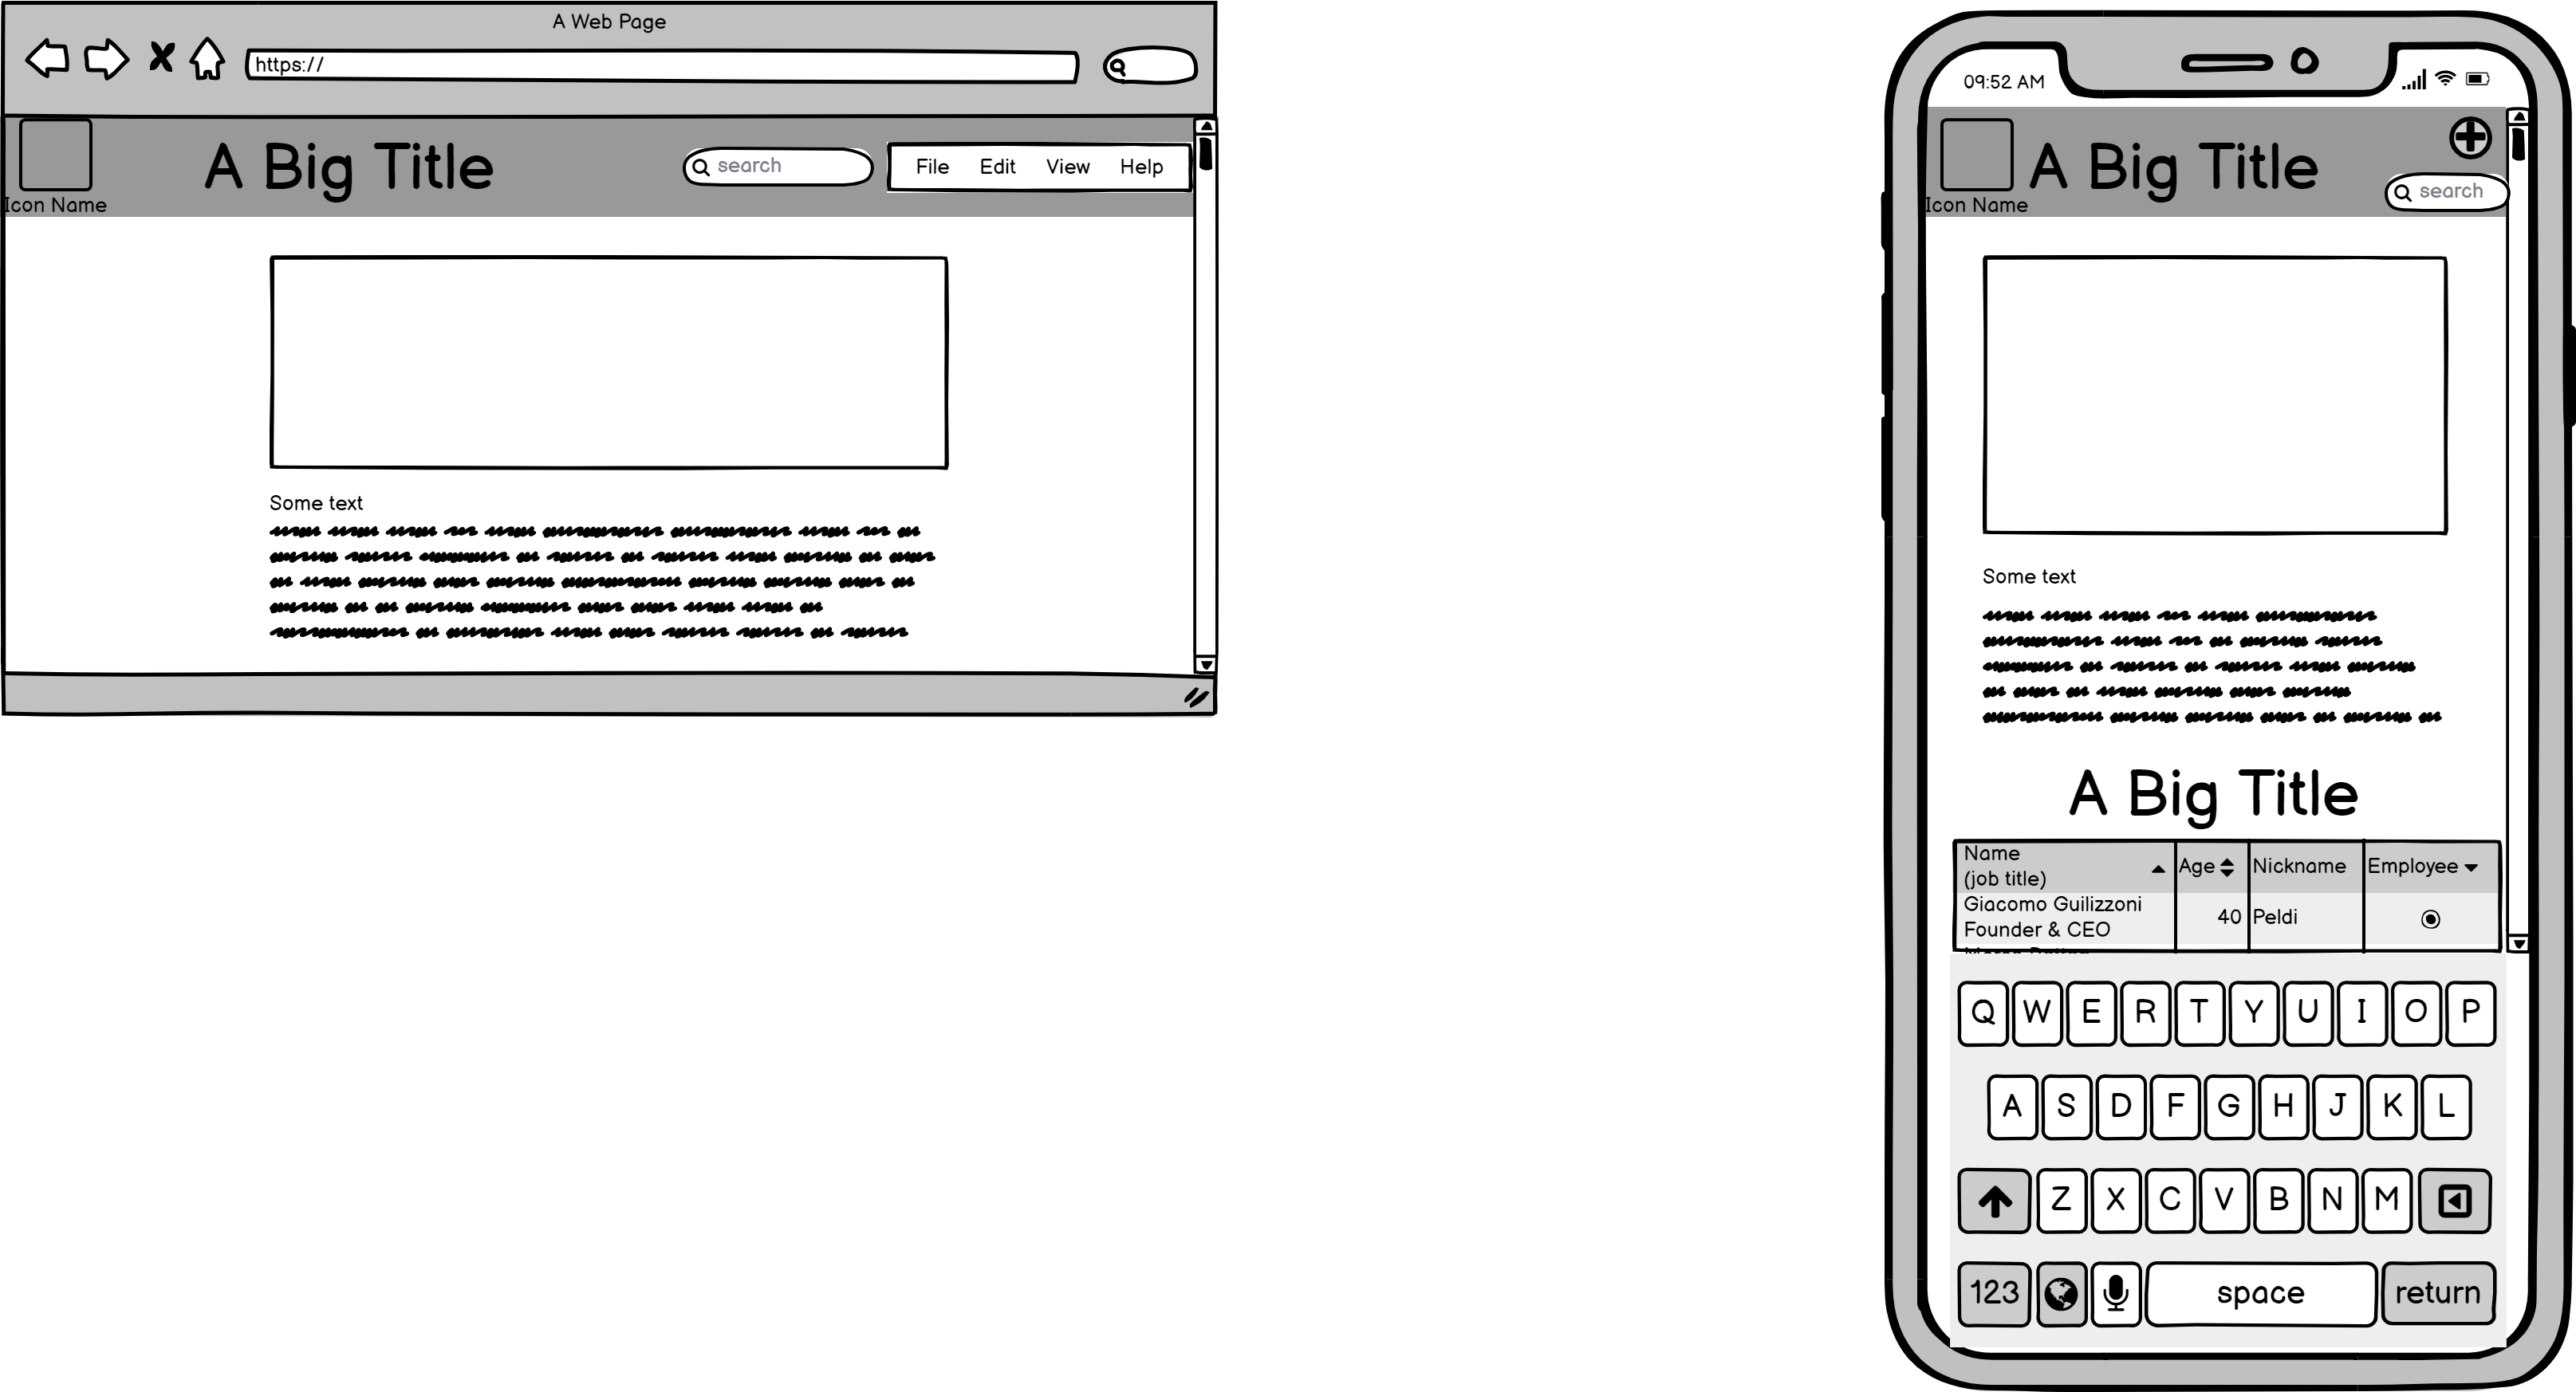 A Web Page
https://
A Big Title
search
File Edit View Help
Icon Name
Some text
09:52 AM
A Big Title
search
Icon Name
Some text
A Big Title
Name
(job title)
Age
Nickname
Employee
Giacomo Guilizzoni
Founder & CEO
40
Peldi
Q W E R T Y U I O P
A S D F G H J K L
Z X C V B N M
123 space return